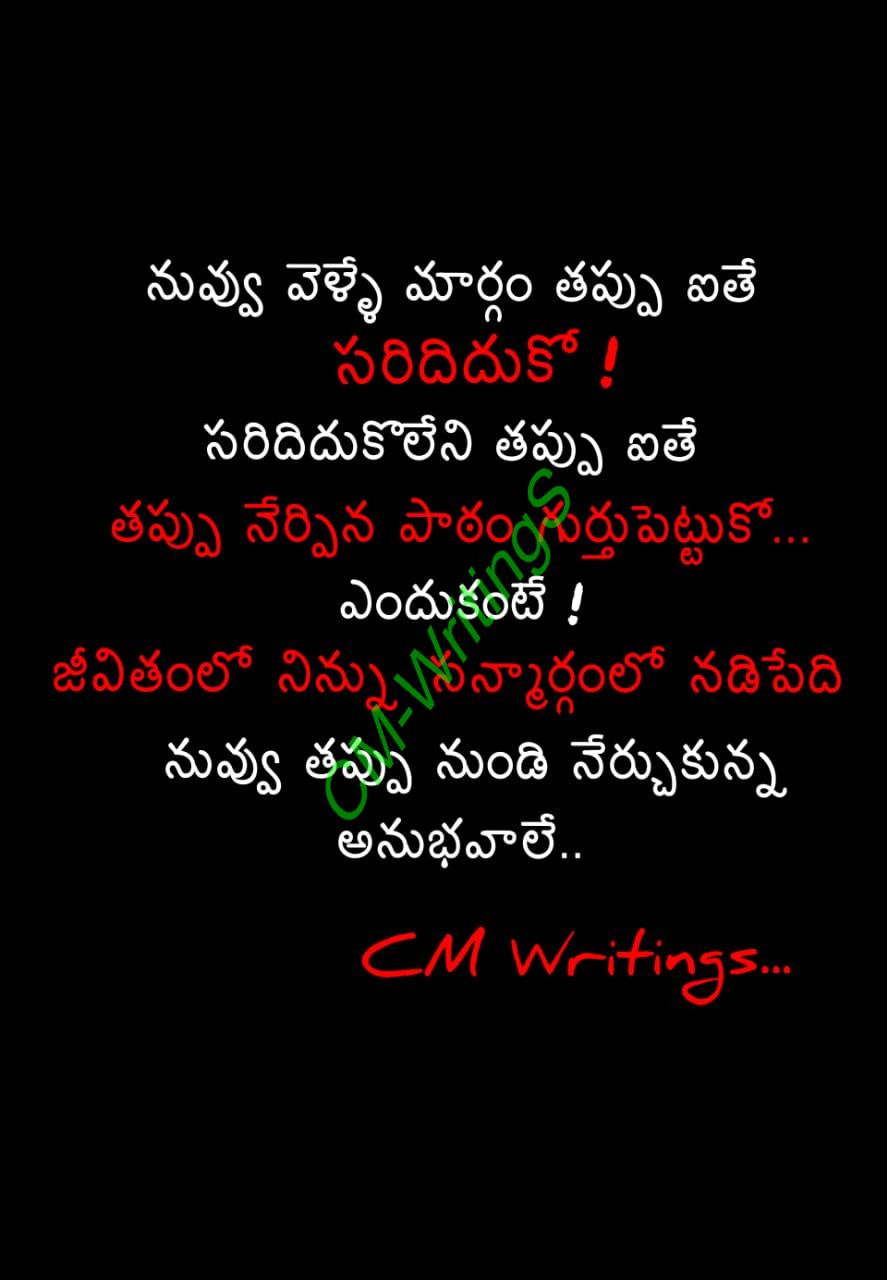 నువ్వు వెళ్ళే మార్గం తప్పు ఐతే
సరిదిదుకో !
సరిదిదుకొలేని తప్పు ఐతే
తప్పు నేర్పిన పాఠం గుర్తుపెట్టుకో...
ఎందుకంటే !
జీవితంలో నిన్ను సన్మార్గంలో నడిపేది
నువ్వు తప్పు నుండి నేర్చుకున్న
అనుభవాలే..
CM Writings...
CM-Writings